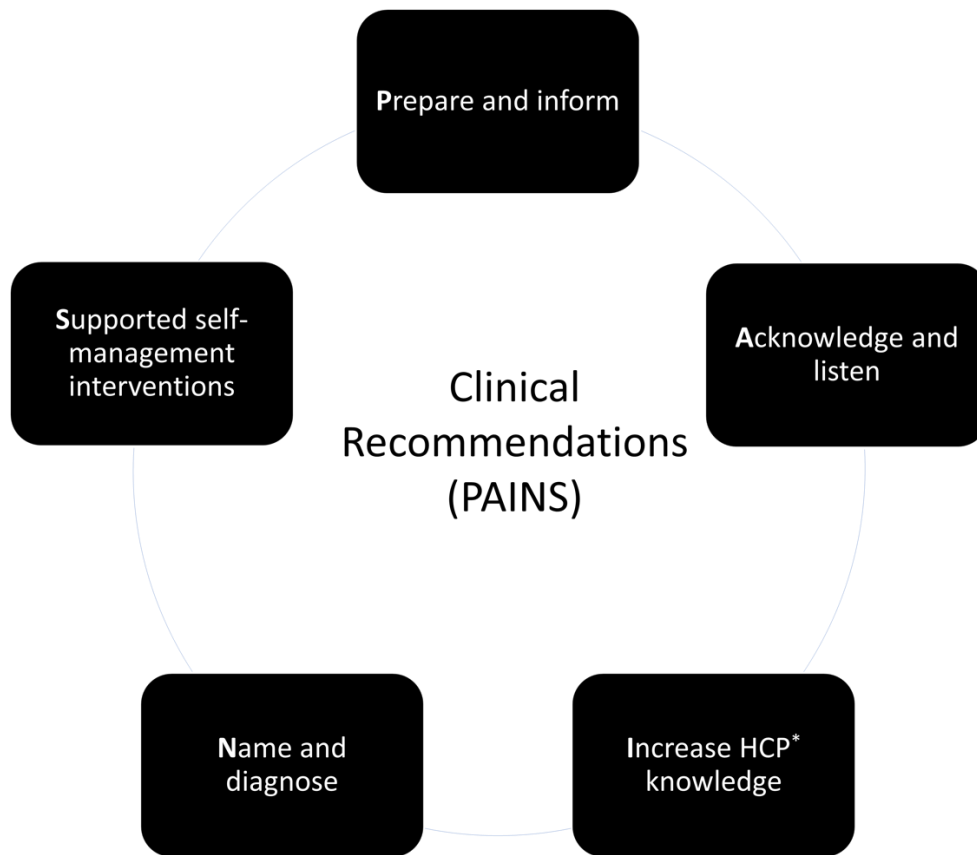 Prepare and inform
Acknowledge and
listen
Increase HCP*
knowledge
Name and
diagnose
Supported self-
management
interventions
Clinical
Recommendations
(PAINS)